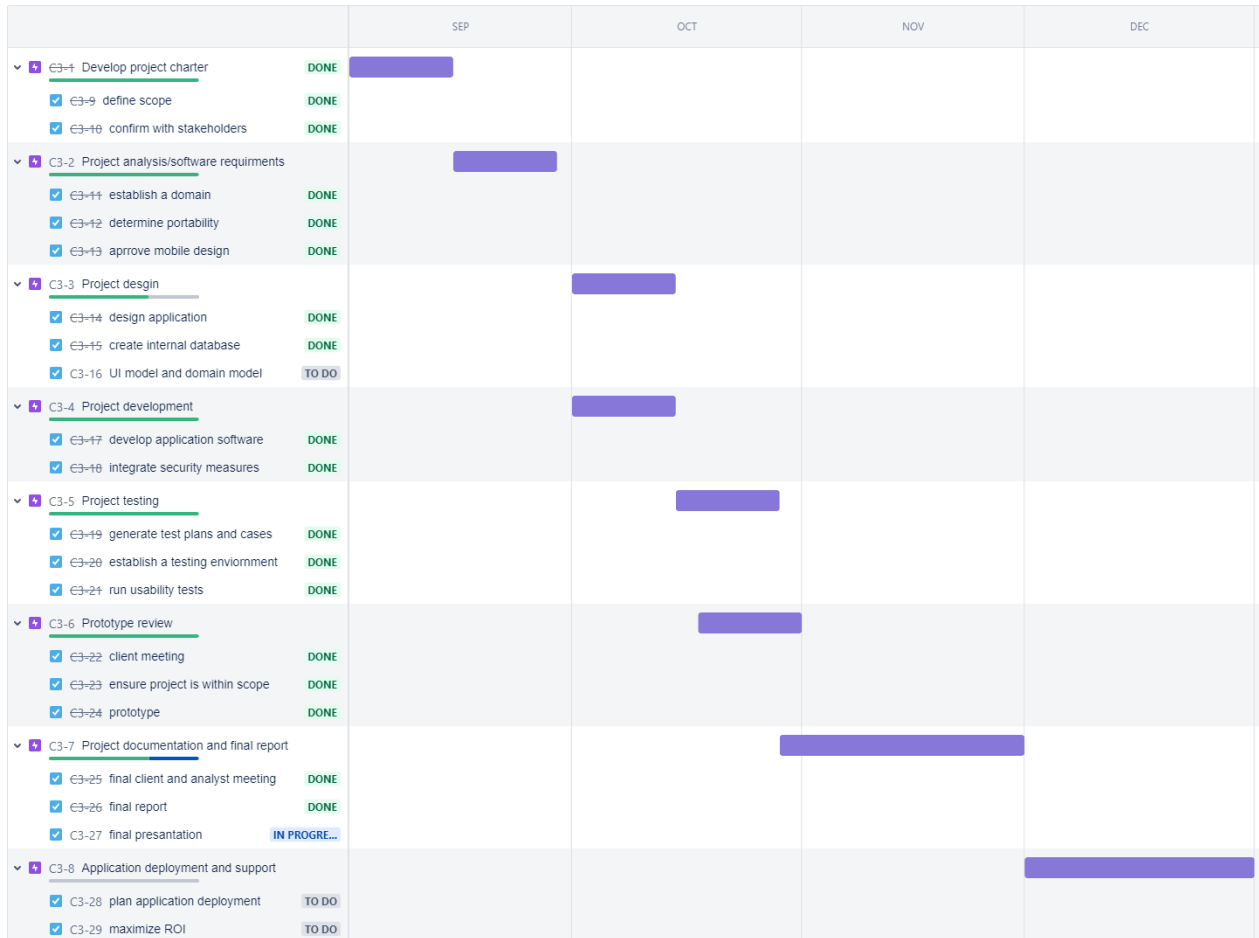 SEP OCT NOV DEC
C3-1 Develop project charter DONE
C3-9 define scope DONE
C3-10 confirm with stakeholders DONE
C3-2 Project analysis/software requirments
C3-11 establish a domain DONE
C3-12 determine portability DONE
C3-13 aprrove mobile design DONE
C3-3 Project desgin
C3-14 design application DONE
C3-15 create internal database DONE
C3-16 UI model and domain model TO DO
C3-4 Project development
C3-17 develop application software DONE
C3-18 integrate security measures DONE
C3-5 Project testing
C3-19 generate test plans and cases DONE
C3-20 establish a testing enviornment DONE
C3-21 run usability tests DONE
C3-6 Prototype review
C3-22 client meeting DONE
C3-23 ensure project is within scope DONE
C3-24 prototype DONE
C3-7 Project documentation and final report
C3-25 final client and analyst meeting DONE
C3-26 final report DONE
C3-27 final presantation IN PROGRE...
C3-8 Application deployment and support
C3-28 plan application deployment TO DO
C3-29 maximize ROI TO DO